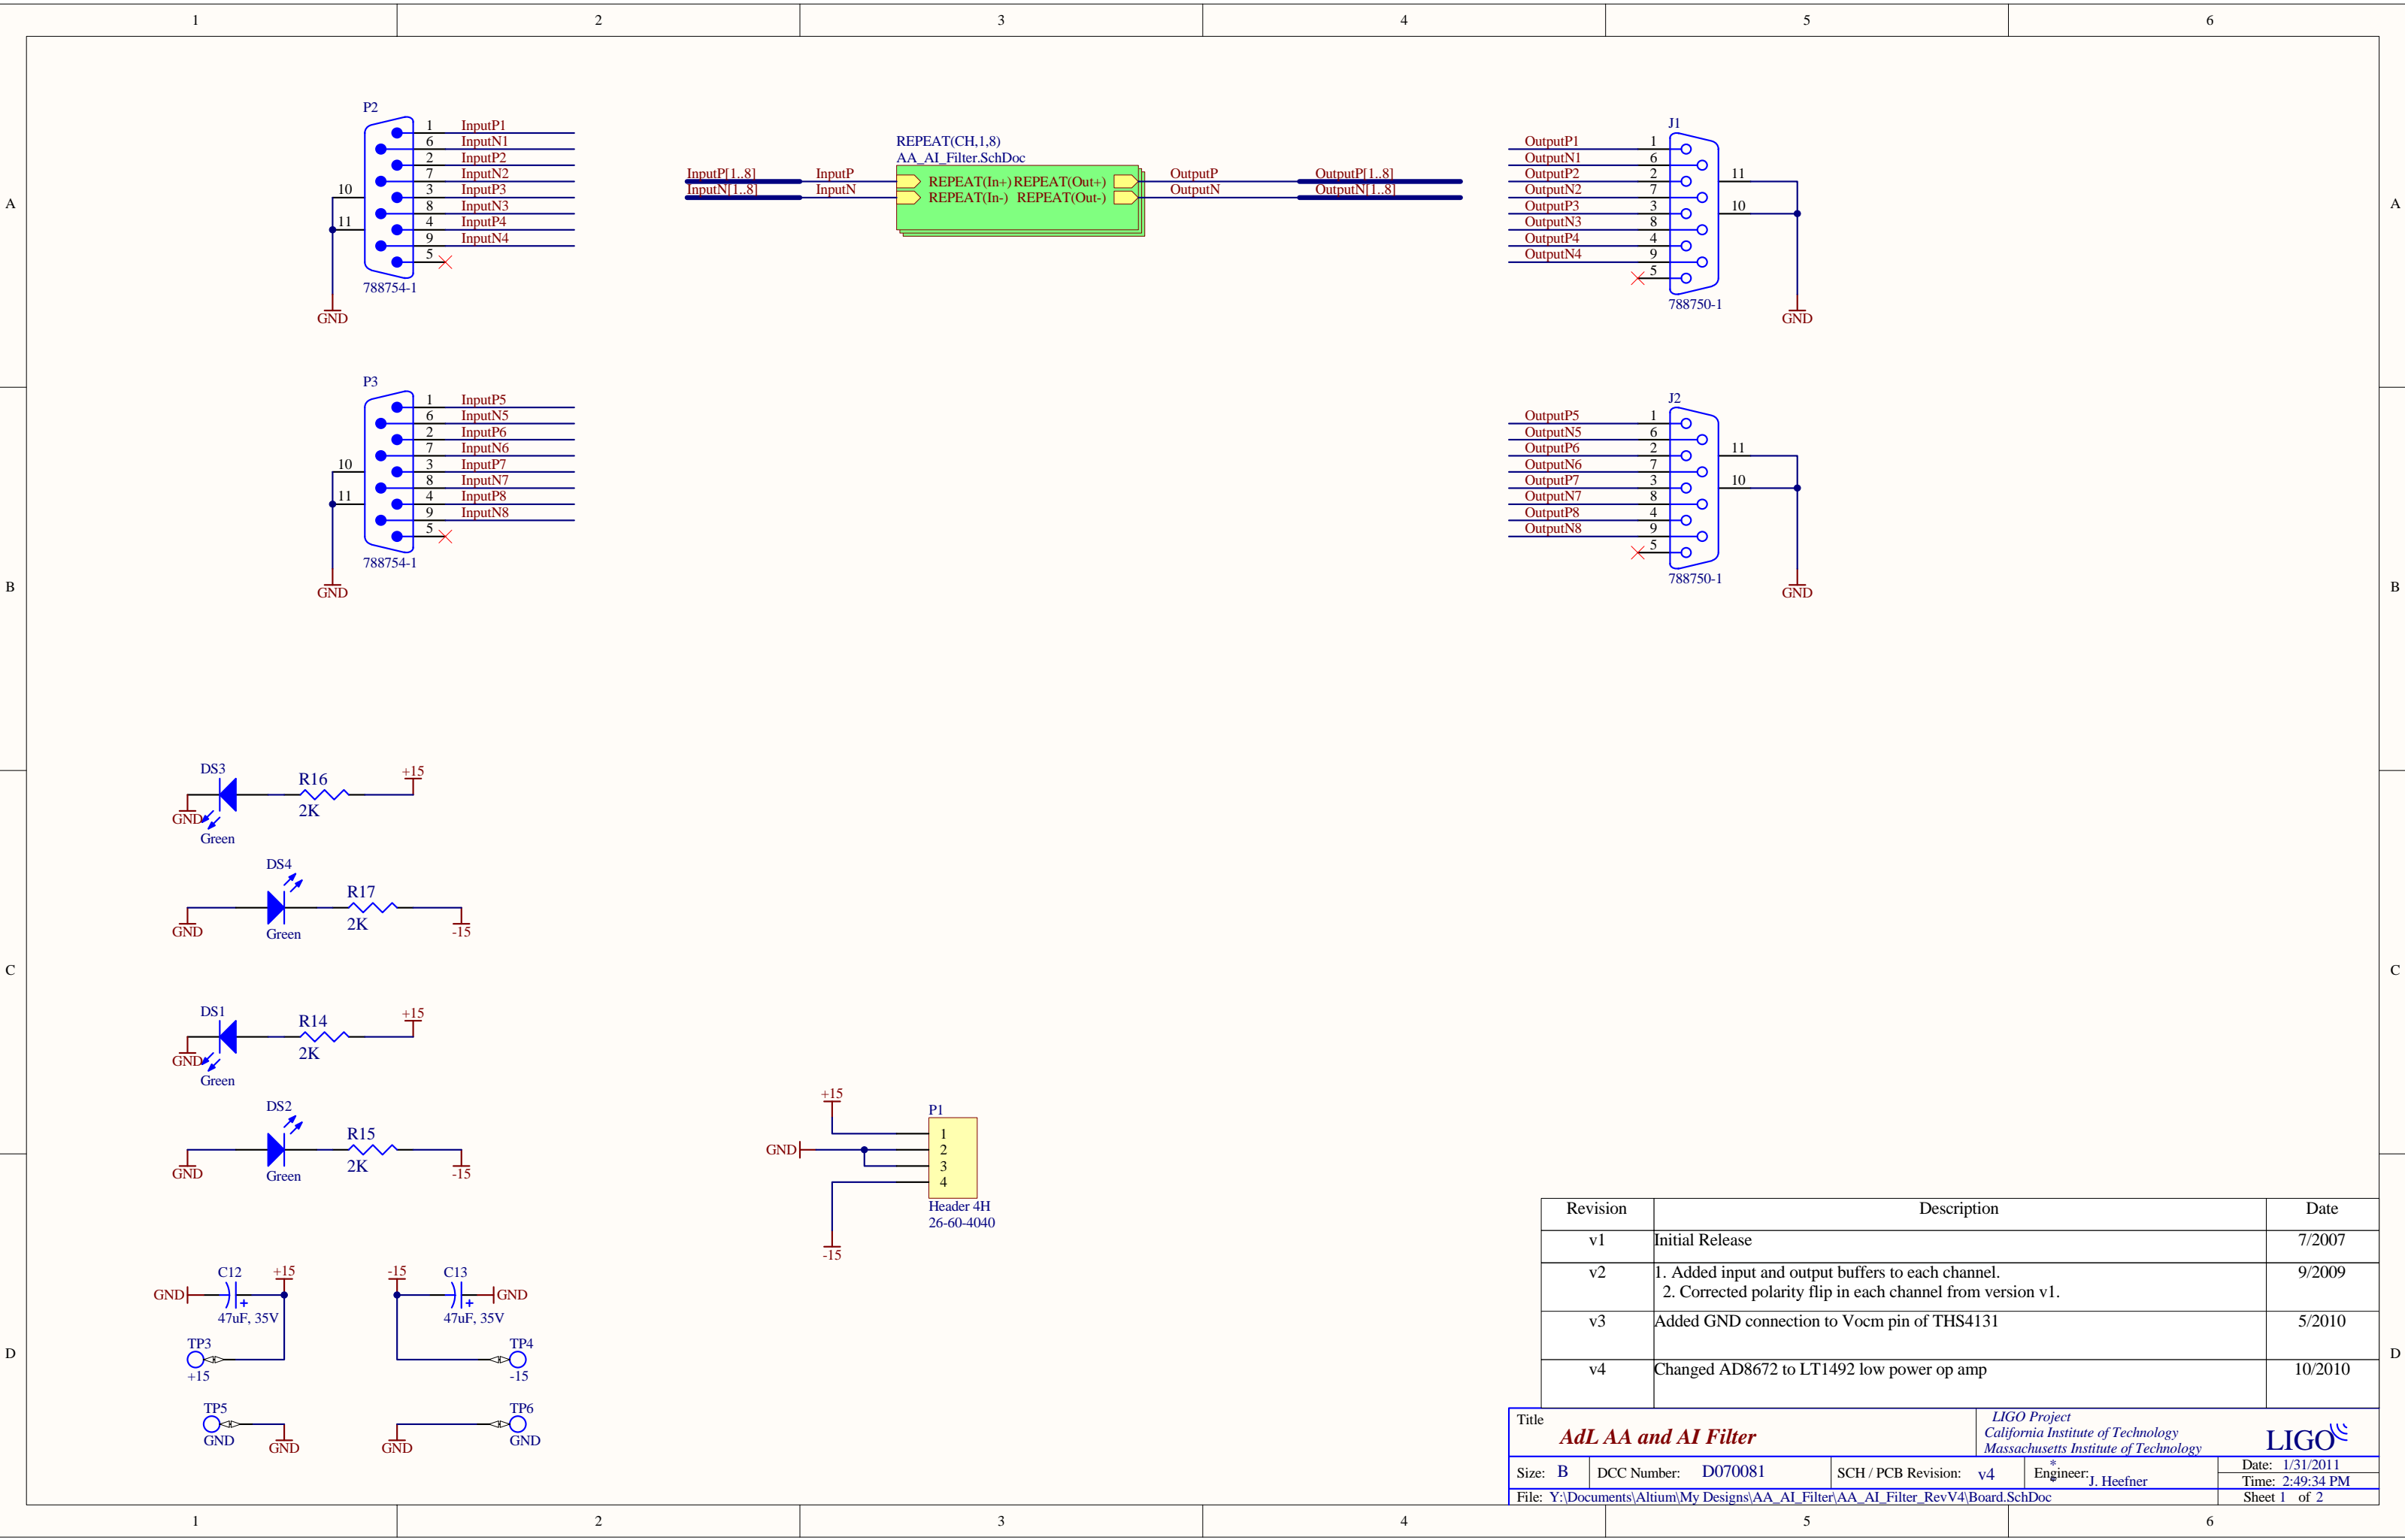 1 2 3 4 5 6
A A
B B
C C
D D
P2
1 InputP1
6 InputN1
2 InputP2
7 InputN2
10 3 InputP3
8 InputN3
11 4 InputP4
9 InputN4
5
788754-1
GND
REPEAT(CH,1,8)
AA_AI_Filter.SchDoc
InputP[1..8] InputP REPEAT(In+) REPEAT(Out+) OutputP OutputP[1..8]
InputN[1..8] InputN REPEAT(In-) REPEAT(Out-) OutputN OutputN[1..8]
J1
OutputP1 1
OutputN1 6
OutputP2 2 11
OutputN2 7
OutputP3 3 10
OutputN3 8
OutputP4 4
OutputN4 9
5
788750-1
GND
P3
1 InputP5
6 InputN5
2 InputP6
7 InputN6
10 3 InputP7
8 InputN7
11 4 InputP8
9 InputN8
5
788754-1
GND
J2
OutputP5 1
OutputN5 6
OutputP6 2 11
OutputN6 7
OutputP7 3 10
OutputN7 8
OutputP8 4
OutputN8 9
5
788750-1
GND
DS3 R16 +15
GND 2K
Green
DS4 R17
GND Green 2K -15
DS1 R14 +15
GND 2K
Green
DS2 R15
GND Green 2K -15
+15
P1
1
GND 2
3
4
Header 4H
26-60-4040
-15
C12 +15 -15 C13
GND + + GND
47uF, 35V 47uF, 35V
TP3 TP4
+15 -15
TP5 TP6
GND GND GND GND
Revision Description Date
v1 Initial Release 7/2007
v2 1. Added input and output buffers to each channel. 9/2009
2. Corrected polarity flip in each channel from version v1.
v3 Added GND connection to Vocm pin of THS4131 5/2010
v4 Changed AD8672 to LT1492 low power op amp 10/2010
Title
AdL AA and AI Filter
LIGO Project
California Institute of Technology
Massachusetts Institute of Technology
LIGO
Size: B DCC Number: D070081 SCH / PCB Revision: v4 Engineer: * * J. Heefner
Date: 1/31/2011
Time: 2:49:34 PM
File: Y:\Documents\Altium\My Designs\AA_AI_Filter\AA_AI_Filter_RevV4\Board.SchDoc Sheet 1 of 2
1 2 3 4 5 6